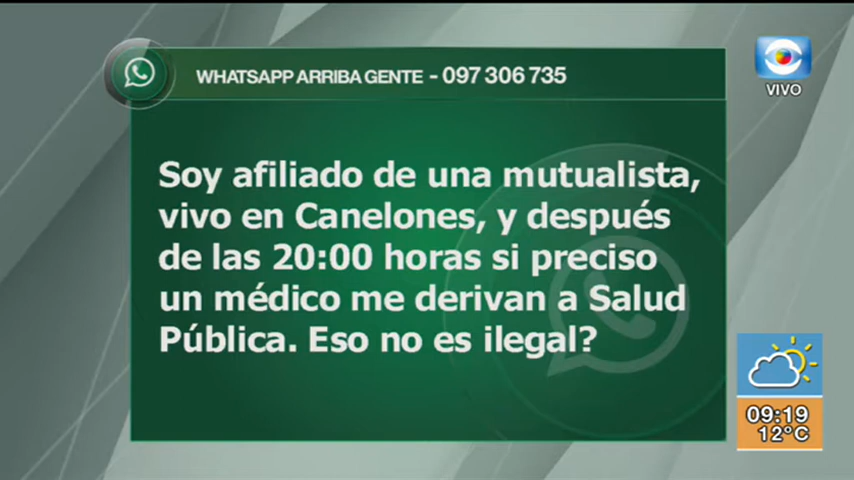 WHATSAPP ARRIBA GENTE - 097 306 735
VIVO
Soy afiliado de una mutualista,
vivo en Canelones, y después
de las 20:00 horas si preciso
un médico me derivan a Salud
Pública. Eso no es ilegal?
09:19
12°C